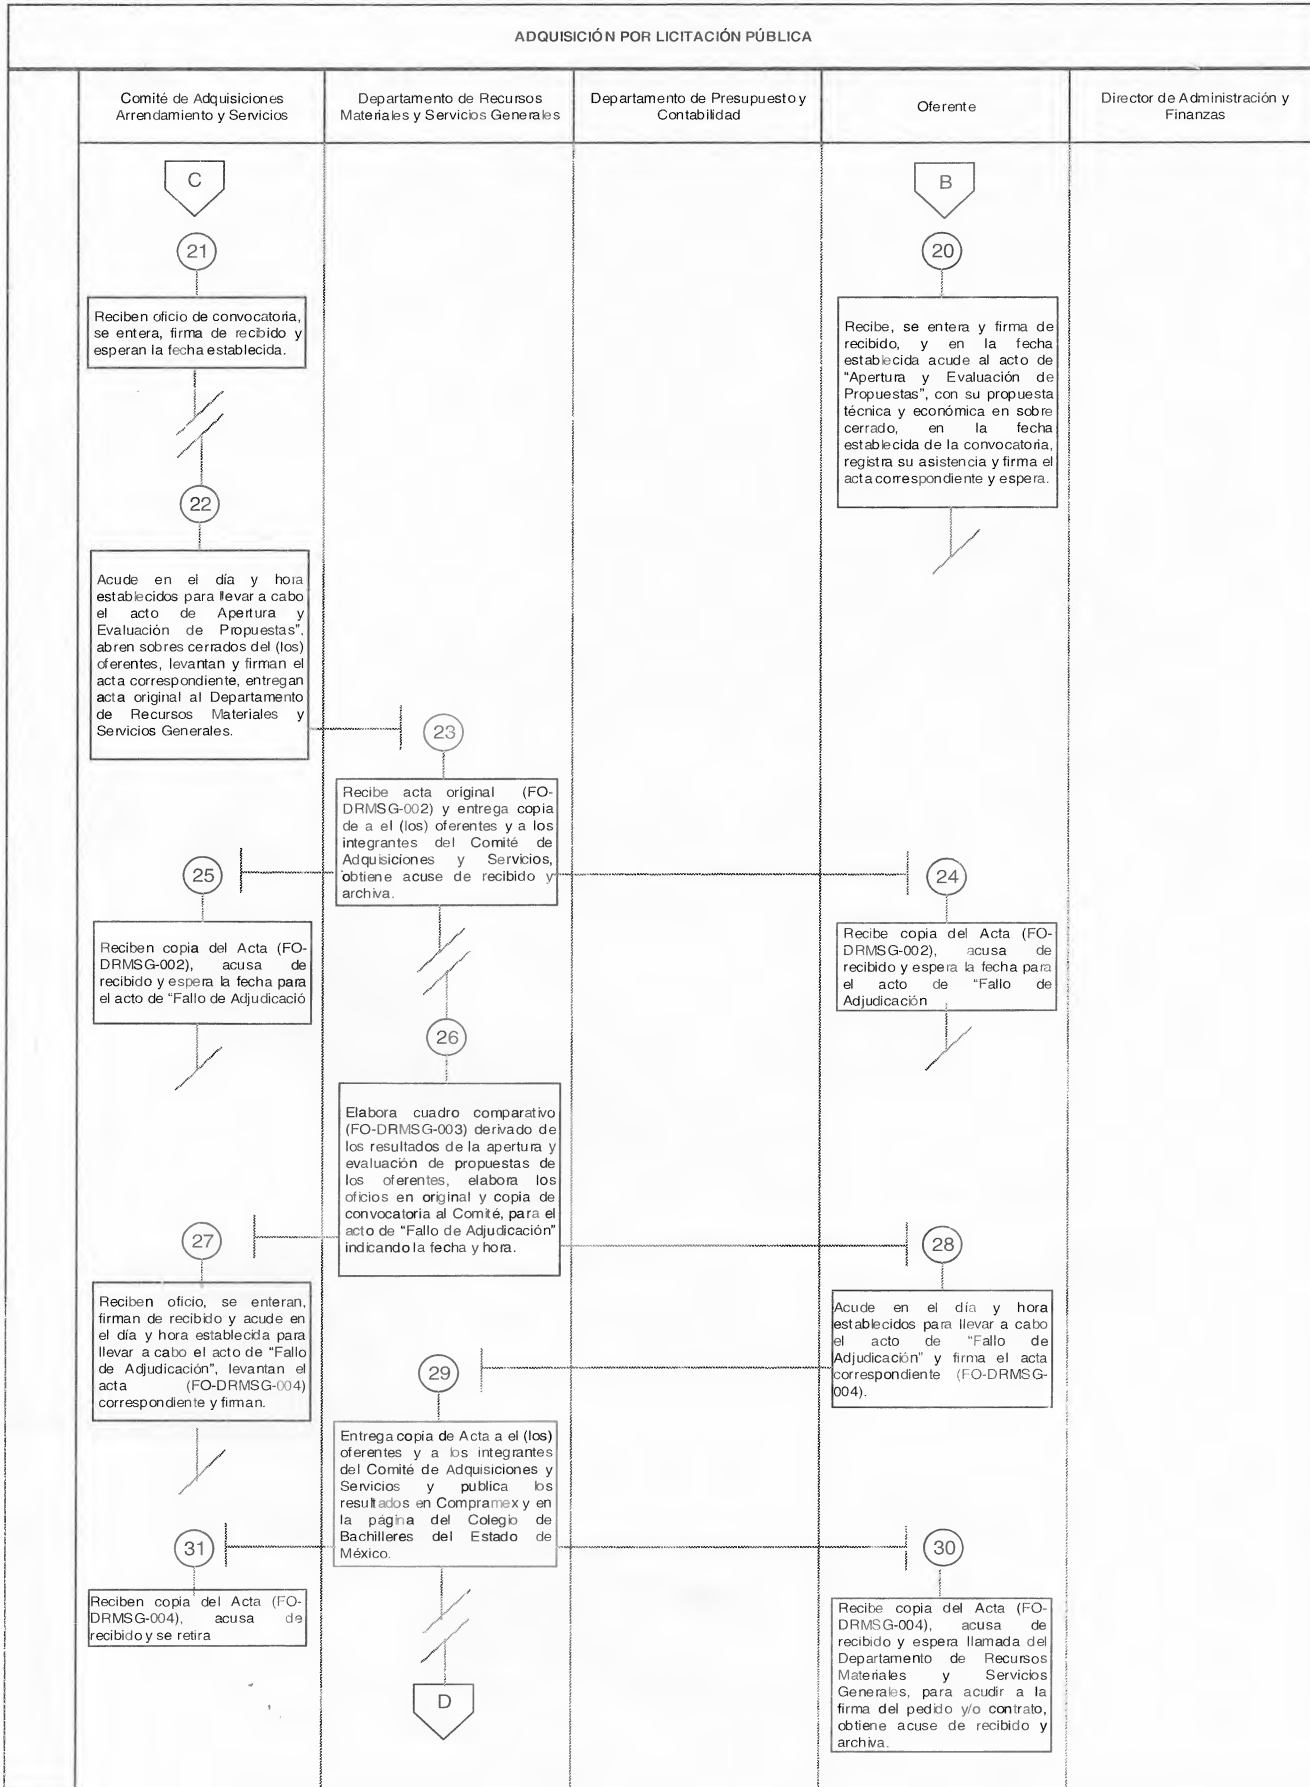 ADQUISICIÓN POR LICITACIÓN PÚBLICA
Comité de Adquisiciones
Arrendamiento y Servicios
Departamento de Recursos
Materiales y Servicios Generales
Departamento de Presupuesto y
Contabilidad
Oferente
Director de Administración y
Finanzas
C
B
21
20
Reciben oficio de convocatoria,
se entera, firma de recibido y
esperan la fecha establecida.
Recibe, se entera y firma de
recibido, y en la fecha
establecida acude al acto de
"Apertura y Evaluación de
Propuestas", con su propuesta
técnica y económica en sobre
cerrado, en la fecha
establecida de la convocatoria,
registra su asistencia y firma el
acta correspondiente y espera.
22
Acude en el día y hora
establecidos para llevar a cabo
el acto de Apertura y
Evaluación de Propuestas",
abren sobres cerrados del (los)
oferentes, levantan y firman el
acta correspondiente, entregan
acta original al Departamento
de Recursos Materiales y
Servicios Generales.
23
Recibe acta original (FO-
DRMSG-002) y entrega copia
de a el (los) oferentes y a los
integrantes del Comité de
Adquisiciones y Servicios,
obtiene acuse de recibido y
archiva.
25
24
Reciben copia del Acta (FO-
DRMSG-002), acusa de
recibido y espera la fecha para
el acto de "Fallo de Adjudicació
Recibe copia del Acta (FO-
DRMSG-002), acusa de
recibido y espera la fecha para
el acto de "Fallo de
Adjudicación
26
Elabora cuadro comparativo
(FO-DRMSG-003) derivado de
los resultados de la apertura y
evaluación de propuestas de
los oferentes, elabora los
oficios en original y copia de
convocatoria al Comité, para el
acto de "Fallo de Adjudicación"
indicando la fecha y hora.
27
28
Reciben oficio, se enteran,
firman de recibido y acude en
el día y hora establecida para
llevar a cabo el acto de "Fallo
de Adjudicación", levantan el
acta (FO-DRMSG-004)
correspondiente y firman.
Acude en el día y hora
establecidos para llevar a cabo
el acto de "Fallo de
Adjudicación" y firma el acta
correspondiente (FO-DRMSG-
004).
29
Entrega copia de Acta a el (los)
oferentes y a los integrantes
del Comité de Adquisiciones y
Servicios y publica los
resultados en Compramex y en
la página del Colegio de
Bachilleres del Estado de
México.
31
30
Reciben copia del Acta (FO-
DRMSG-004), acusa de
recibido y se retira
Recibe copia del Acta (FO-
DRMSG-004), acusa de
recibido y espera llamada del
Departamento de Recursos
Materiales y Servicios
Generales, para acudir a la
firma del pedido y/o contrato,
obtiene acuse de recibido y
archiva.
D